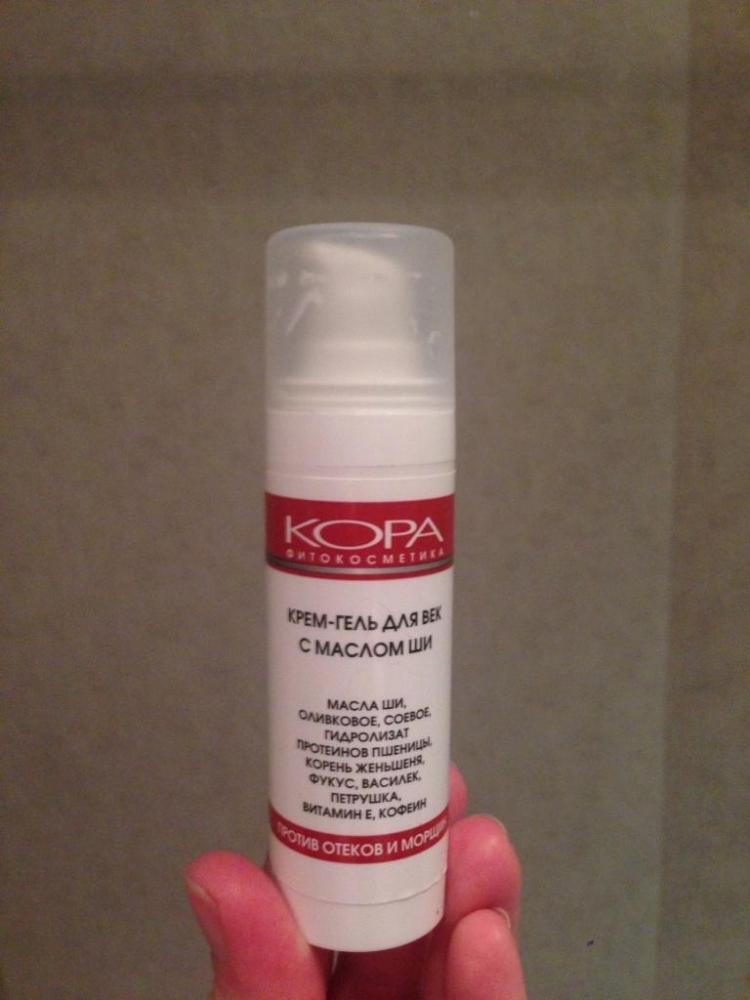 КОРА
ФИТОКОСМЕТИКА
КРЕМ-ГЕЛЬ ДЛЯ ВЕК
С МАСЛОМ ШИ
МАСЛА ШИ,
ОЛИВКОВОЕ, СОЕВОЕ,
ГИДРОЛИЗАТ
ПРОТЕИНОВ ПШЕНИЦЫ,
КОРЕНЬ ЖЕНЬШЕНЯ,
ФУКУС, ВАСИЛЕК,
ПЕТРУШКА,
ВИТАМИН Е, КОФЕИН
ПРОТИВ ОТЕКОВ И МОРЩИН